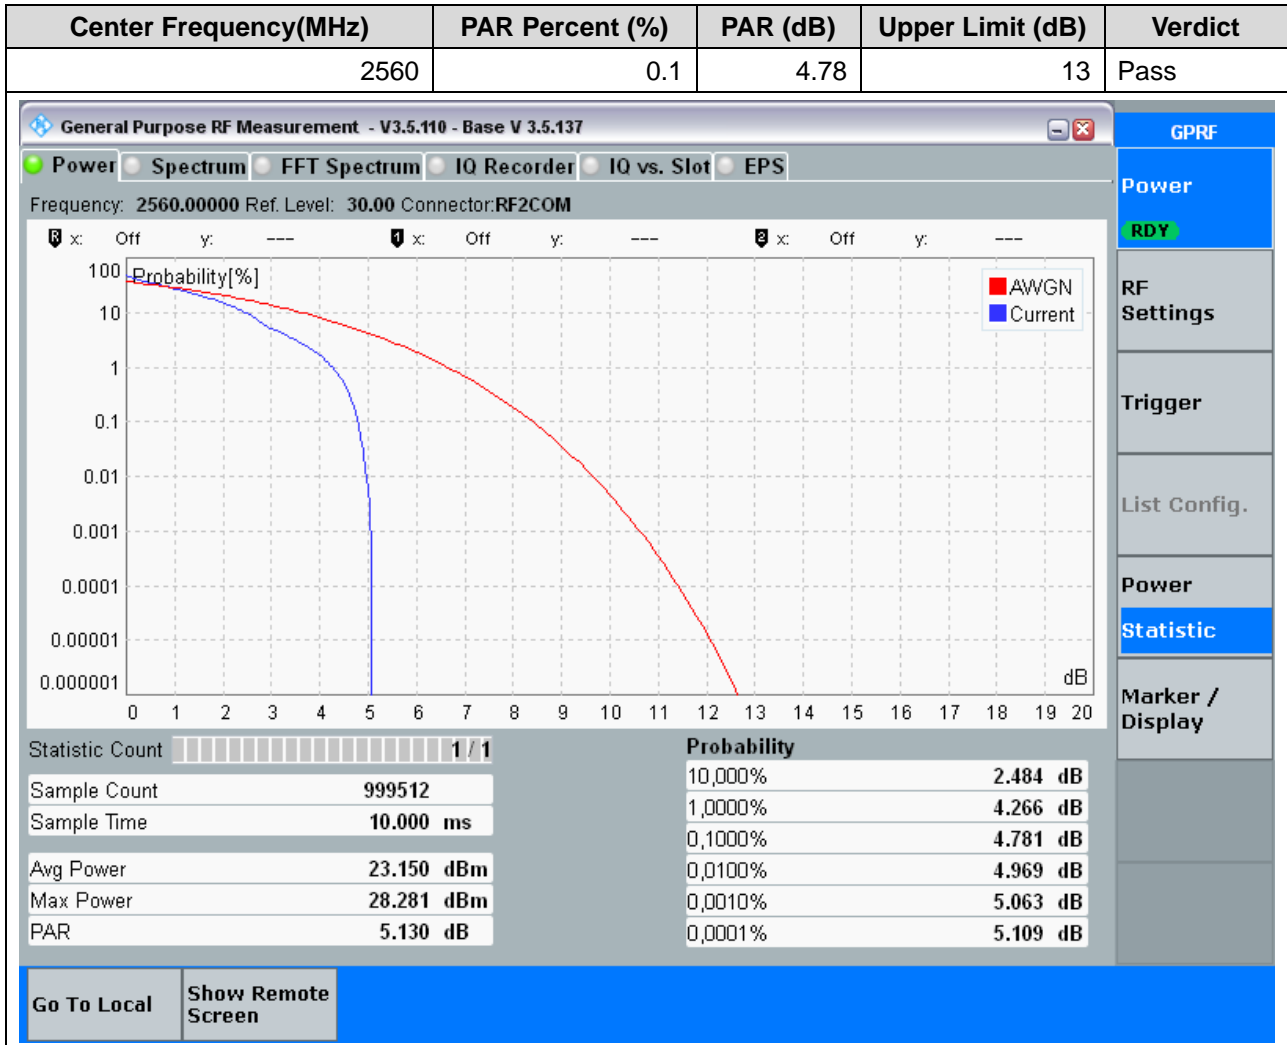 Center Frequency(MHz) PAR Percent (%) PAR (dB) Upper Limit (dB) Verdict
2560 0.1 4.78 13 Pass
General Purpose RF Measurement - V3.5.110 - Base V 3.5.137
GPRF
Power Spectrum FFT Spectrum IQ Recorder IQ vs. Slot EPS
Frequency: 2560.00000 Ref. Level: 30.00 Connector:RF2COM
R x: Off y: --- 1 x: Off y: --- 2 x: Off y: ---
Probability[%]
AWGN
Current
100
10
1
0.1
0.01
0.001
0.0001
0.00001
0.000001
dB
0 1 2 3 4 5 6 7 8 9 10 11 12 13 14 15 16 17 18 19 20
Power
RDY
RF
Settings
Trigger
List Config.
Power
Statistic
Marker /
Display
Statistic Count 1 / 1
Sample Count 999512
Sample Time 10.000 ms
Avg Power 23.150 dBm
Max Power 28.281 dBm
PAR 5.130 dB
Probability
10,000% 2.484 dB
1,0000% 4.266 dB
0,1000% 4.781 dB
0,0100% 4.969 dB
0,0010% 5.063 dB
0,0001% 5.109 dB
Go To Local
Show Remote
Screen